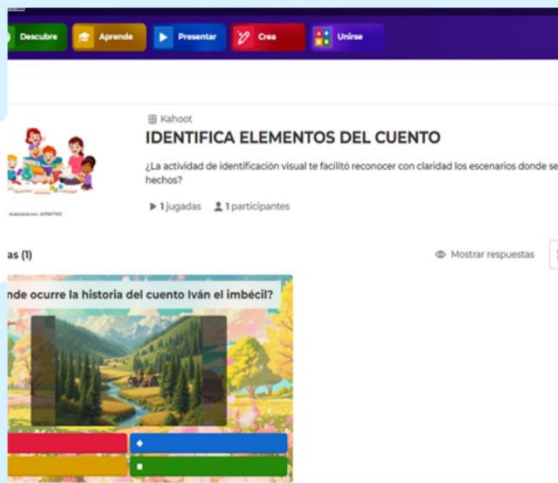 Descubre
Aprende
Presentar
Crea
Unirse
Kahoot
IDENTIFICA ELEMENTOS DEL CUENTO
¿La actividad de identificación visual te facilitó reconocer con claridad los escenarios donde se
hechos?
1 jugadas 1 participantes
as (1)
Mostrar respuestas
nde ocurre la historia del cuento Iván el imbécil?